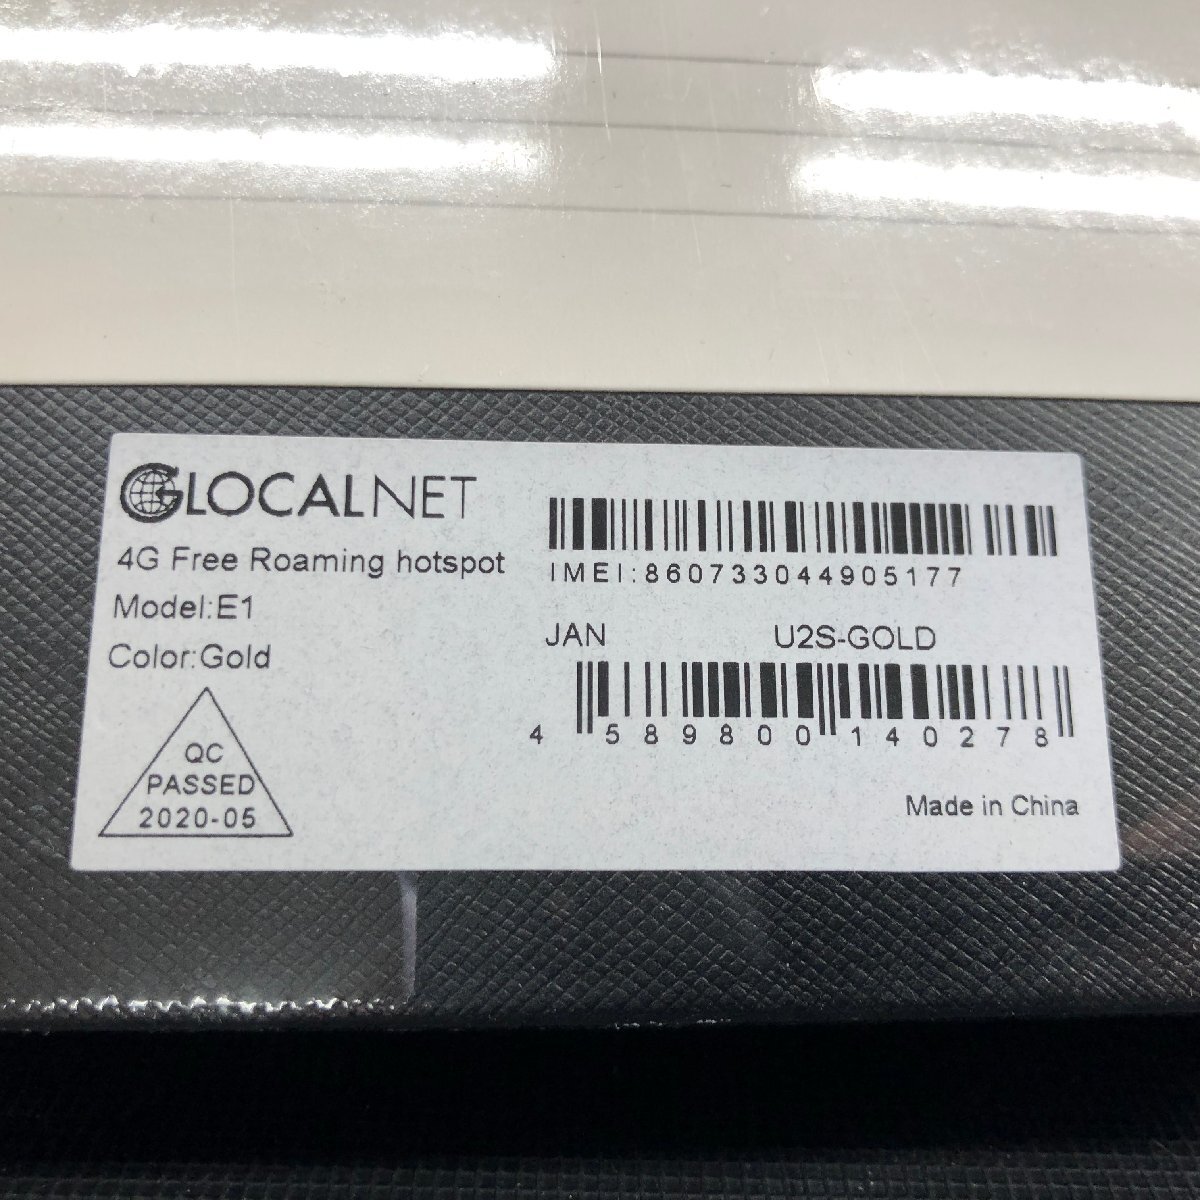 GLOCALNET
4G Free Roaming hotspot
Model:E1
Color:Gold
QC
PASSED
2020-05
IMEI:860733044905177
JAN U2S-GOLD
4 589800 140278
Made in China